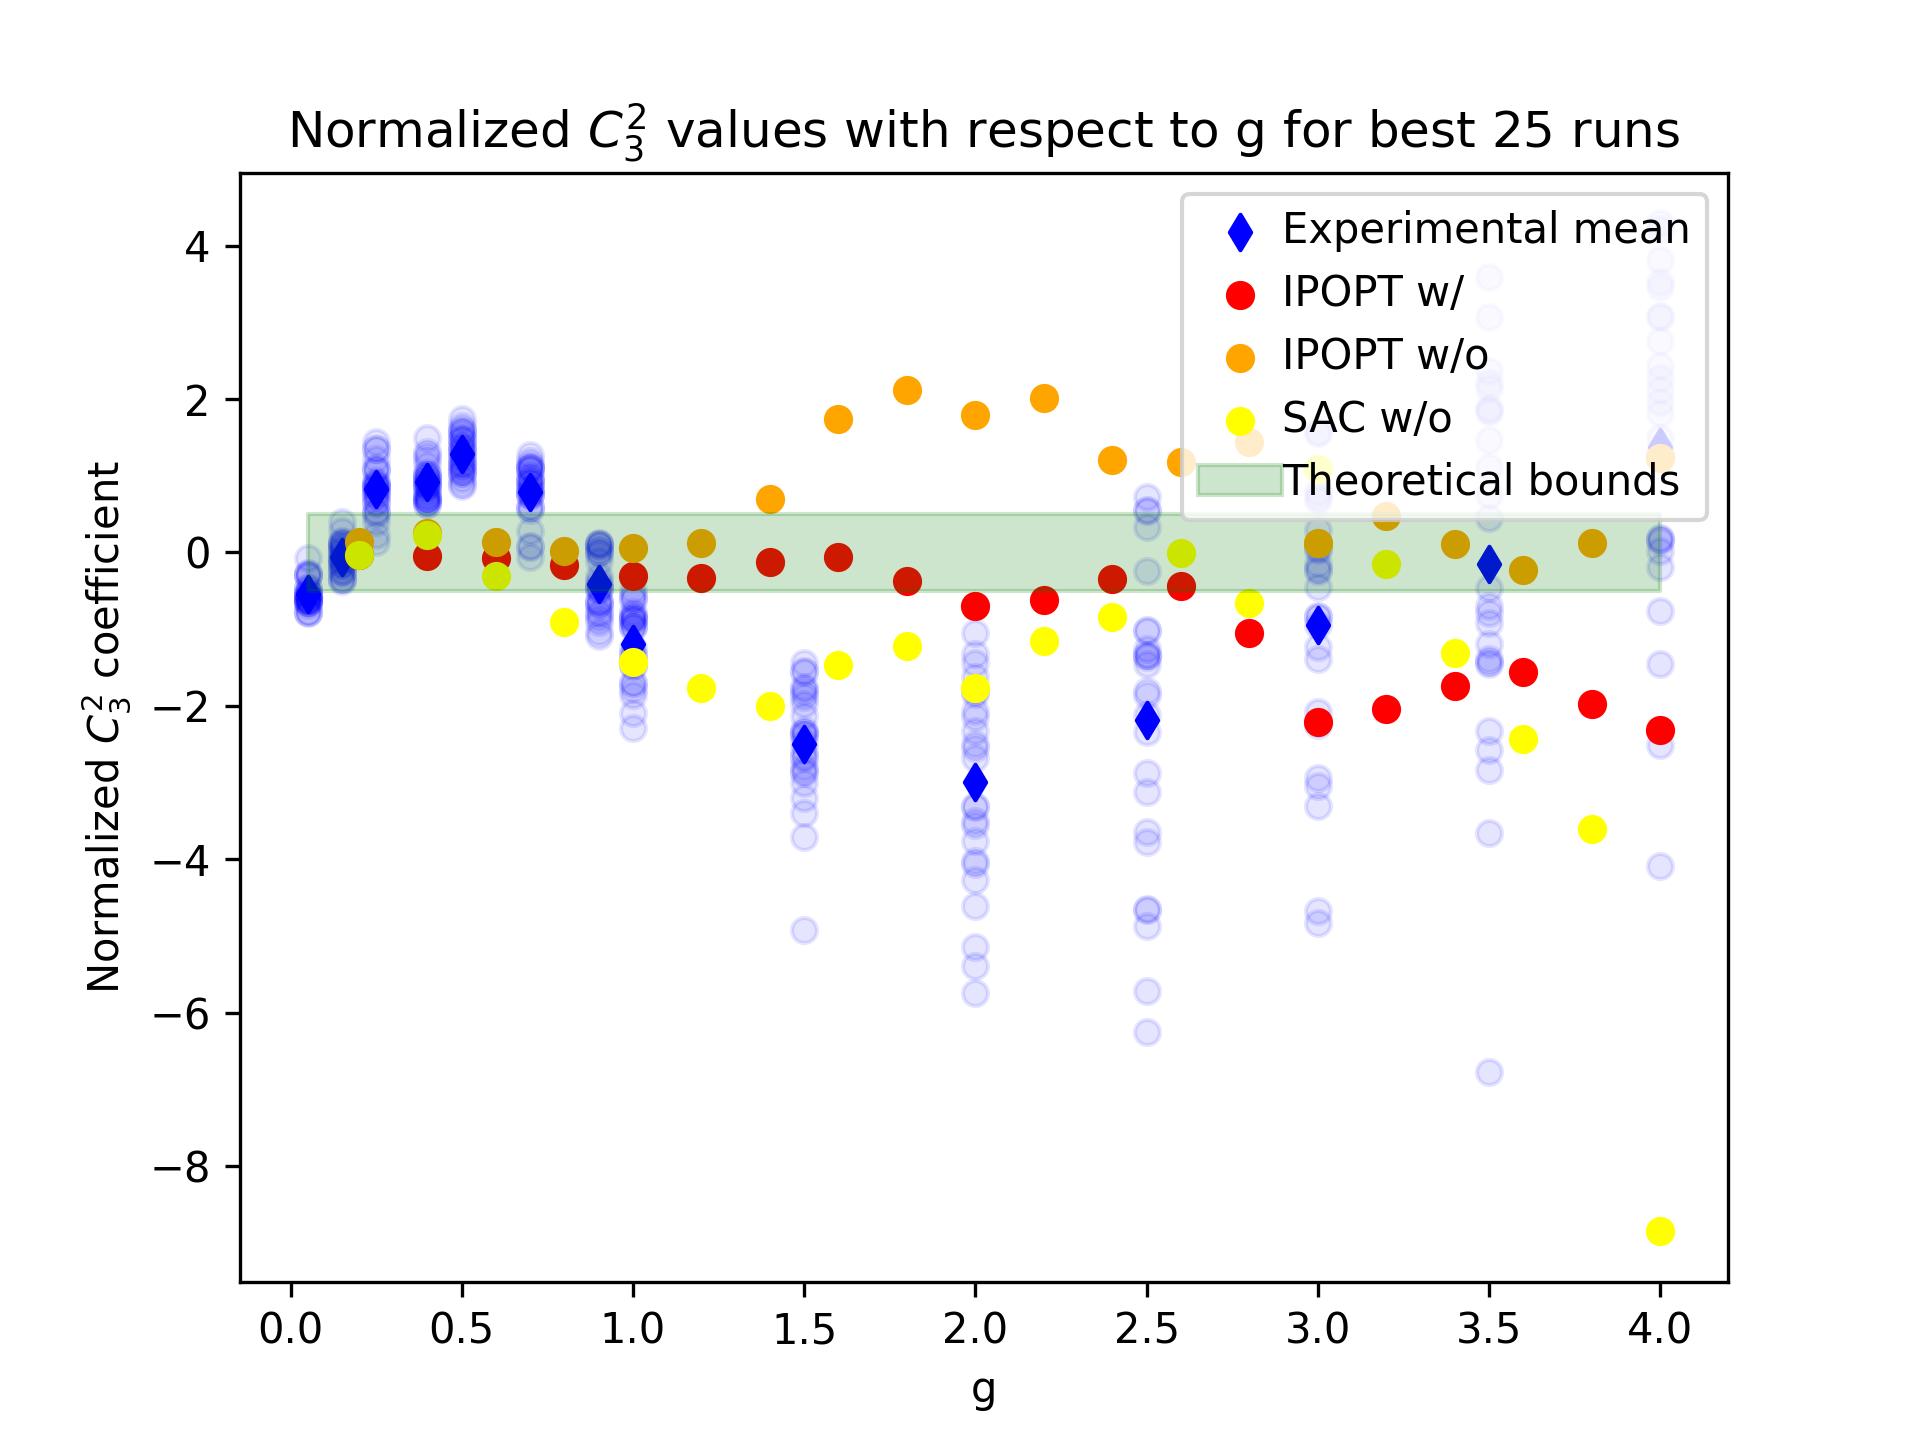 Normalized $C_3^2$ values with respect to g for best 25 runs
Normalized $C_3^2$ coefficient
4
2
0
−2
−4
−6
−8
Experimental mean
IPOPT w/
IPOPT w/o
SAC w/o
Theoretical bounds
0.0 0.5 1.0 1.5 2.0 2.5 3.0 3.5 4.0
g